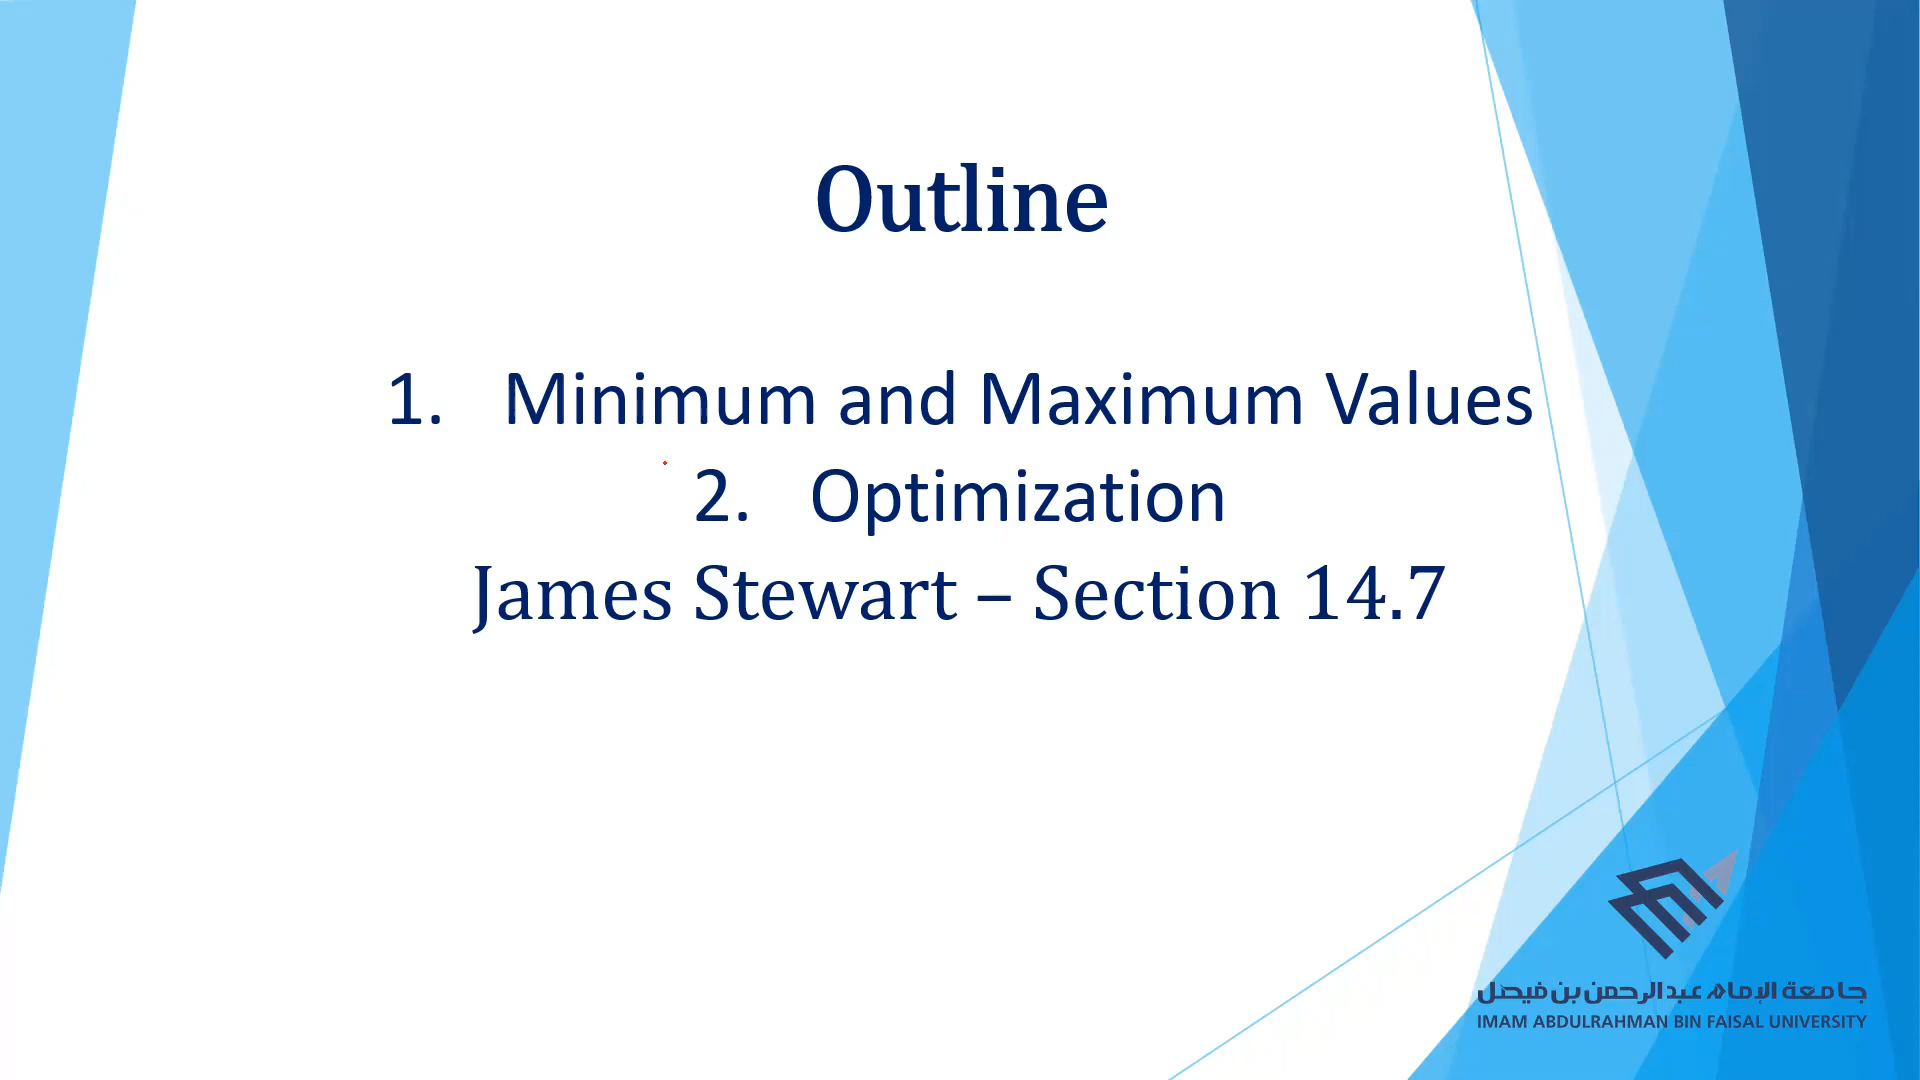 Outline
1. Minimum and Maximum Values
2. Optimization
James Stewart – Section 14.7
جامعة الإمام عبدالرحمن بن فيصل
IMAM ABDULRAHMAN BIN FAISAL UNIVERSITY